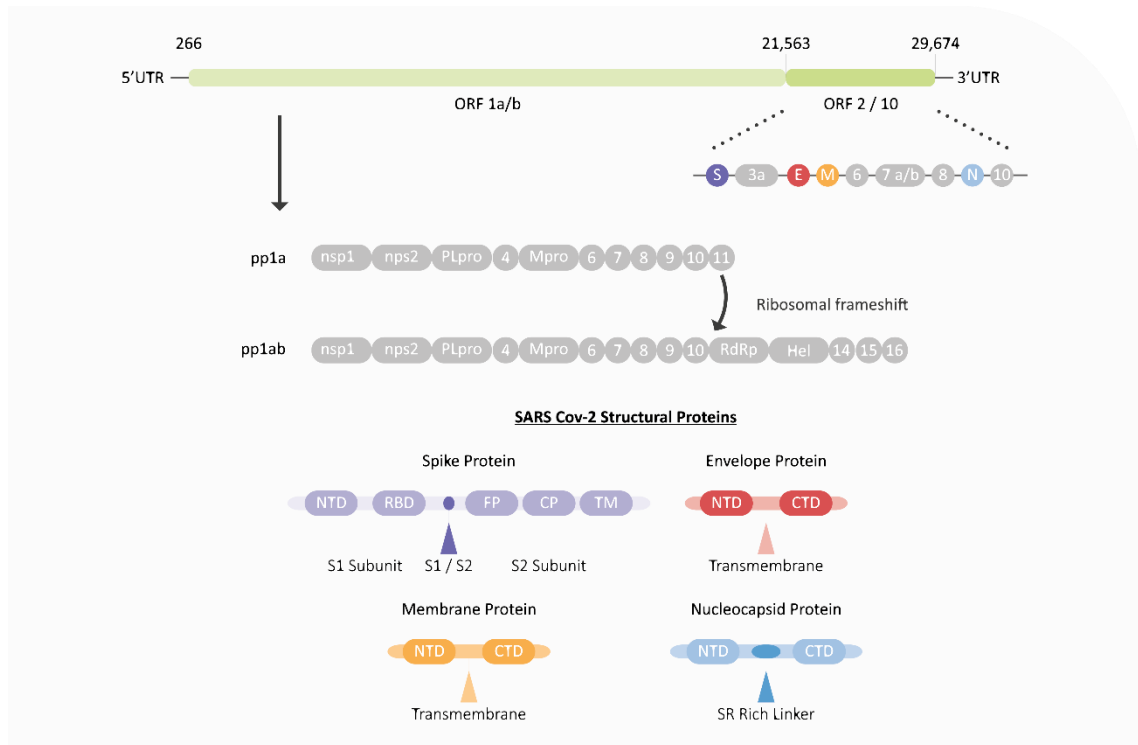 266 21,563 29,674
5’UTR 3’UTR
ORF 1a/b ORF 2 / 10
S 3a E M 6 7 a/b 8 N 10
pp1a nsp1 nps2 PLpro 4 Mpro 6 7 8 9 10 11
Ribosomal frameshift
pp1ab nsp1 nps2 PLpro 4 Mpro 6 7 8 9 10 RdRp Hel 14 15 16
SARS Cov-2 Structural Proteins
Spike Protein
NTD RBD FP CP TM
S1 Subunit S1 / S2 S2 Subunit
Envelope Protein
NTD CTD
Transmembrane
Membrane Protein
NTD CTD
Transmembrane
Nucleocapsid Protein
NTD CTD
SR Rich Linker